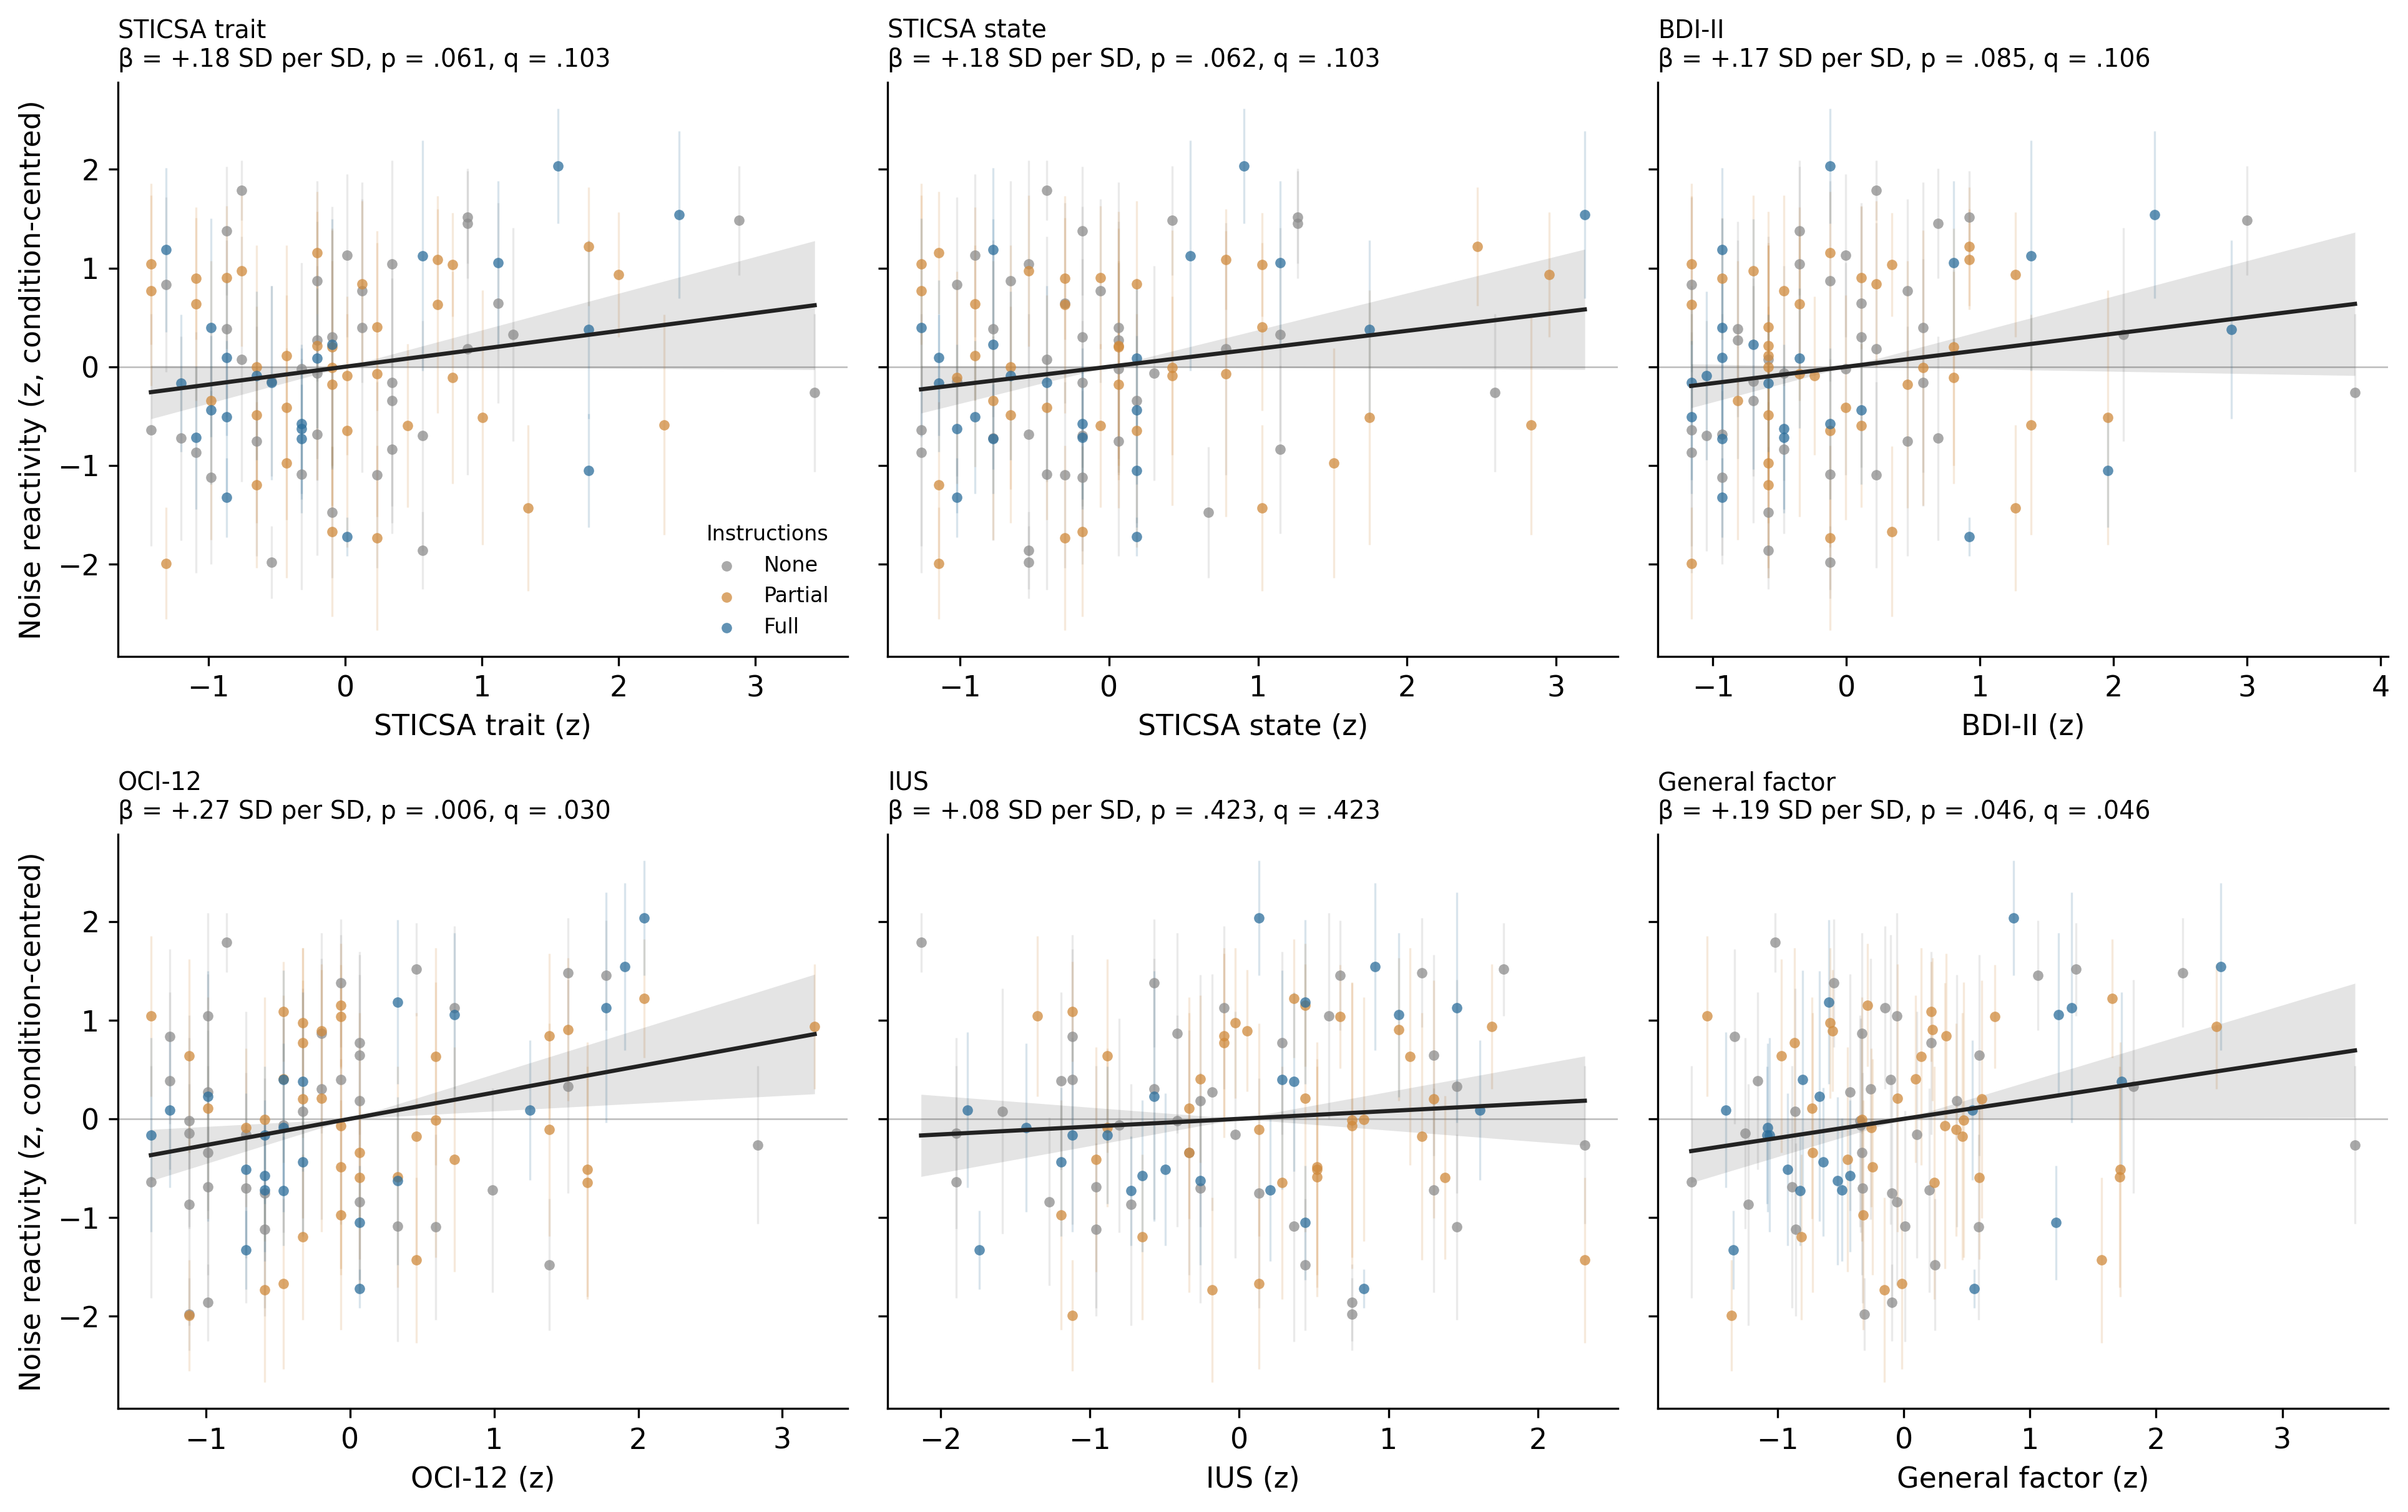 STICSA trait
β = +.18 SD per SD, p = .061, q = .103
STICSA state
β = +.18 SD per SD, p = .062, q = .103
BDI-II
β = +.17 SD per SD, p = .085, q = .106
Noise reactivity (z, condition-centred)
2
1
0
−1
−2
Instructions
None
Partial
Full
−1 0 1 2 3
−1 0 1 2 3
−1 0 1 2 3 4
STICSA trait (z)
STICSA state (z)
BDI-II (z)
OCI-12
β = +.27 SD per SD, p = .006, q = .030
IUS
β = +.08 SD per SD, p = .423, q = .423
General factor
β = +.19 SD per SD, p = .046, q = .046
Noise reactivity (z, condition-centred)
2
1
0
−1
−2
−1 0 1 2 3
−2 −1 0 1 2
−1 0 1 2 3
OCI-12 (z)
IUS (z)
General factor (z)